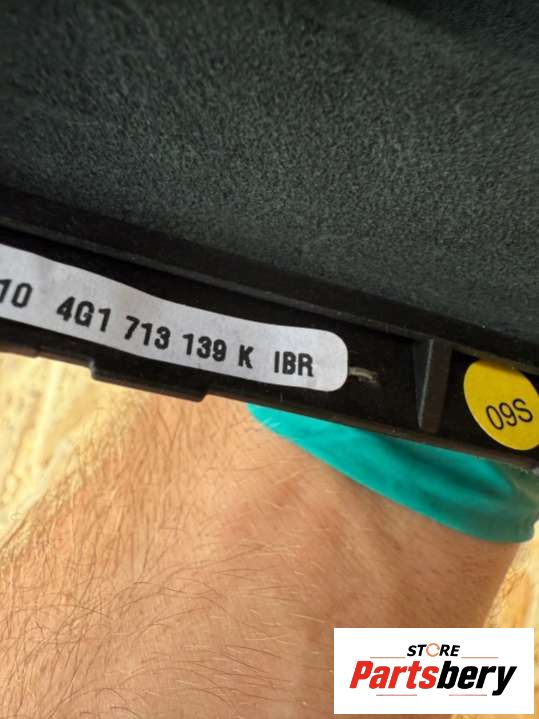 10 4G1 713 139 K IBR
09S
STORE
Partsbery